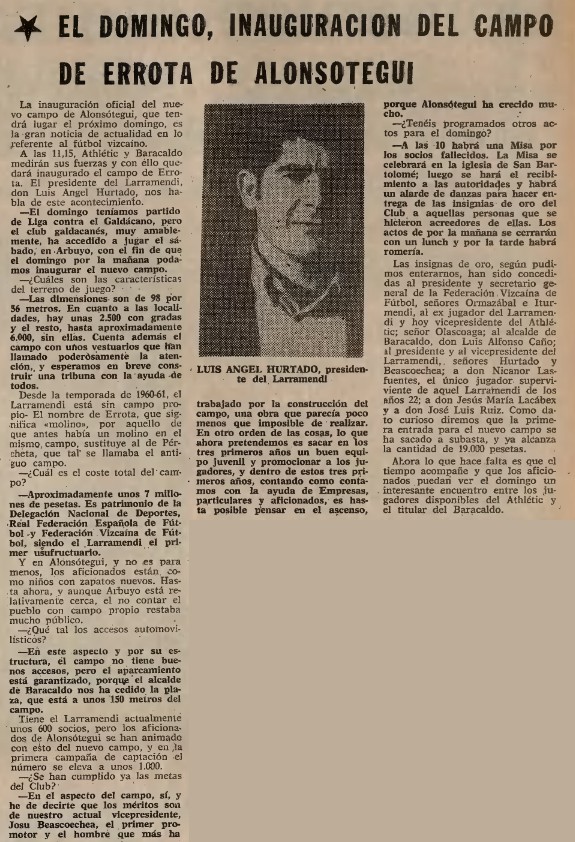 ★ EL DOMINGO, INAUGURACION DEL CAMPO
DE ERROTA DE ALONSOTEGUI
La inauguración oficial del nue-
vo campo de Alonsótegui, que ten-
drá lugar el próximo domingo, es
la gran noticia de actualidad en lo
referente al fútbol vizcaíno.
A las 11,15, Athlétic y Baracaldo
medirán sus fuerzas y con ello que-
dará inaugurado el campo de Erro-
ta. El presidente del Larramendi,
don Luis Angel Hurtado, nos ha-
bla de este acontecimiento.
—El domingo teníamos partido
de Liga contra el Galdácano,
pero el club galdacanés, muy amable-
mente, ha accedido a jugar el sá-
bado, en Arbuyo, con el fin de que
el domingo por la mañana poda-
mos inaugurar el nuevo campo.
—¿Cuáles son las características
del terreno de juego?
—Las dimensiones son de 98 por
56 metros. En cuanto a las locali-
dades, hay unas 2.500 con gradas
y el resto, hasta aproximadamente
6.000, sin ellas. Cuenta además el
campo con unos vestuarios que han
llamado poderosamente la aten-
ción, y esperamos en breve cons-
truir una tribuna con la ayuda de
todos.
Desde la temporada de 1960-61, el
Larramendi está sin campo pro-
pio- El nombre de Errota, que sig-
nifica «molino», por aquello de
que antes había un molino en el
mismo campo, sustituye al de Pér-
cheta, que tal se llamaba el anti-
guo campo.
—¿Cuál es el coste total del cam-
po?
—Aproximadamente unos 7 millo-
nes de pesetas. Es patrimonio de la
Delegación Nacional de Deportes,
Real Federación Española de Fút-
bol y Federación Vizcaína de Fút-
bol, siendo el Larramendi el pri-
mer usufructuario.
Y en Alonsótegui, y no es para
menos, los aficionados están co-
mo niños con zapatos nuevos. Has-
ta ahora, y aunque Arbuyo está re-
lativamente cerca, el no contar el
pueblo con campo propio restaba
mucho público.
—¿Qué tal los accesos automovi-
lísticos?
—En este aspecto y por su es-
tructura, el campo no tiene bue-
nos accesos, pero el aparcamiento
está garantizado, porque el alcalde
de Baracaldo nos ha cedido la pla-
za, que está a unos 150 metros del
campo.
Tiene el Larramendi actualmente
unos 600 socios, pero los aficiona-
dos de Alonsótegui se han animado
con esto del nuevo campo, y en la
primera campaña de captación el
número se eleva a unos 1.000.
—¿Se han cumplido ya las metas
del Club?
—En el aspecto del campo, sí, y
he de decirte que los méritos son
de nuestro actual vicepresidente,
Josu Beascoechea, el primer pro-
motor y el hombre que más ha
LUIS ANGEL HURTADO, presiden-
te del Larramendi
trabajado por la construcción del
campo, una obra que parecía poco
menos que imposible de realizar.
En otro orden de las cosas, lo que
ahora pretendemos es sacar en los
tres primeros años un buen equi-
po juvenil y promocionar a los ju-
gadores, y dentro de estos tres pri-
meros años, contando como conta-
mos con la ayuda de Empresas,
particulares y aficionados, es has-
ta posible pensar en el ascenso,
porque Alonsótegui ha crecido mu-
cho.
—¿Tenéis programados otros ac-
tos para el domingo?
—A las 10 habrá una Misa por
los socios fallecidos. La Misa se
celebrará en la iglesia de San Bar-
tolomé; luego se hará el recibi-
miento a las autoridades y habrá
un alarde de danzas para hacer en-
trega de las insignias de oro del
Club a aquellas personas que se
hicieron acreedores de ellas. Los
actos de por la mañana se cerrarán
con un lunch y por la tarde habrá
romería.
Las insignas de oro, según pudi-
mos enterarnos, han sido concedi-
das al presidente y secretario ge-
neral de la Federación Vizcaína de
Fútbol, señores Ormazábal e Itur-
mendi, al ex jugador del Larramen-
di y hoy vicepresidente del Athlé-
tic; señor Olascoaga; al alcalde de
Baracaldo, don Luis Alfonso Caño;
al presidente y al vicepresidente del
Larramendi, señores Hurtado y
Beascoechea; a don Nicanor Las-
fuentes, el único jugador supervi-
viente de aquel Larramendi de los
años 22; a don Jesús María Lacábex
y a don José Luis Ruiz. Como da-
to curioso diremos que la prime-
ra entrada para el nuevo campo se
ha sacado a subasta, y ya alcanza
la cantidad de 19.000 pesetas.
Ahora lo que hace falta es que el
tiempo acompañe y que los aficio-
nados puedan ver el domingo un
interesante encuentro entre los ju-
gadores disponibles del Athlétic y
el titular del Baracaldo.